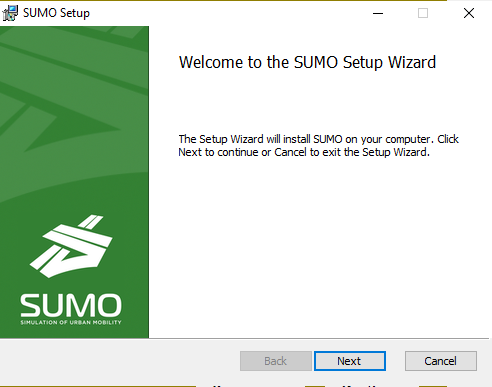 SUMO Setup
Welcome to the SUMO Setup Wizard
The Setup Wizard will install SUMO on your computer. Click
Next to continue or Cancel to exit the Setup Wizard.
SUMO
SIMULATION OF URBAN MOBILITY
Back
Next
Cancel